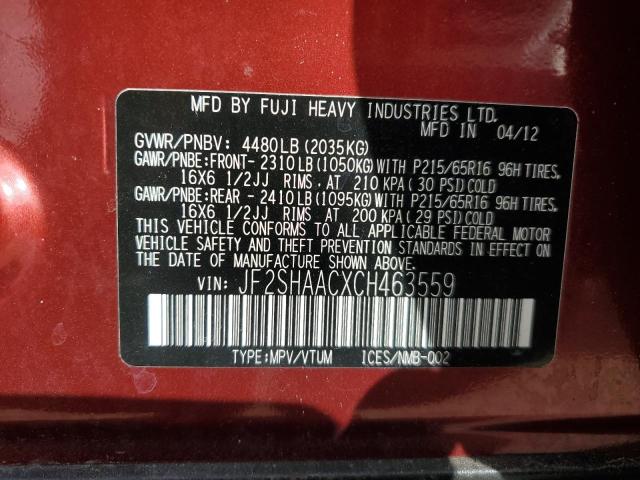 MFD BY FUJI HEAVY INDUSTRIES LTD.
MFD IN 04/12
GVWR/PNBV: 4480LB(2035KG)
GAWR/PNBE:FRONT- 2310LB(1050KG)WITH P215/65R16 96H TIRES,
16X6 1/2JJ RIMS, AT 210 KPA(30 PSI)COLD
GAWR/PNBE:REAR - 2410LB(1095KG)WITH P215/65R16 96H TIRES,
16X6 1/2JJ RIMS, AT 200 KPA(29 PSI)COLD
THIS VEHICLE CONFORMS TO ALL APPLICABLE FEDERAL MOTOR
VEHICLE SAFETY AND THEFT PREVENTION STANDARDS IN EFFECT ON
THE DATE OF MANUFACTURE SHOWN ABOVE.
VIN: JF2SHAACXCH463559
TYPE:MPV/VTUM ICES/NMB-002